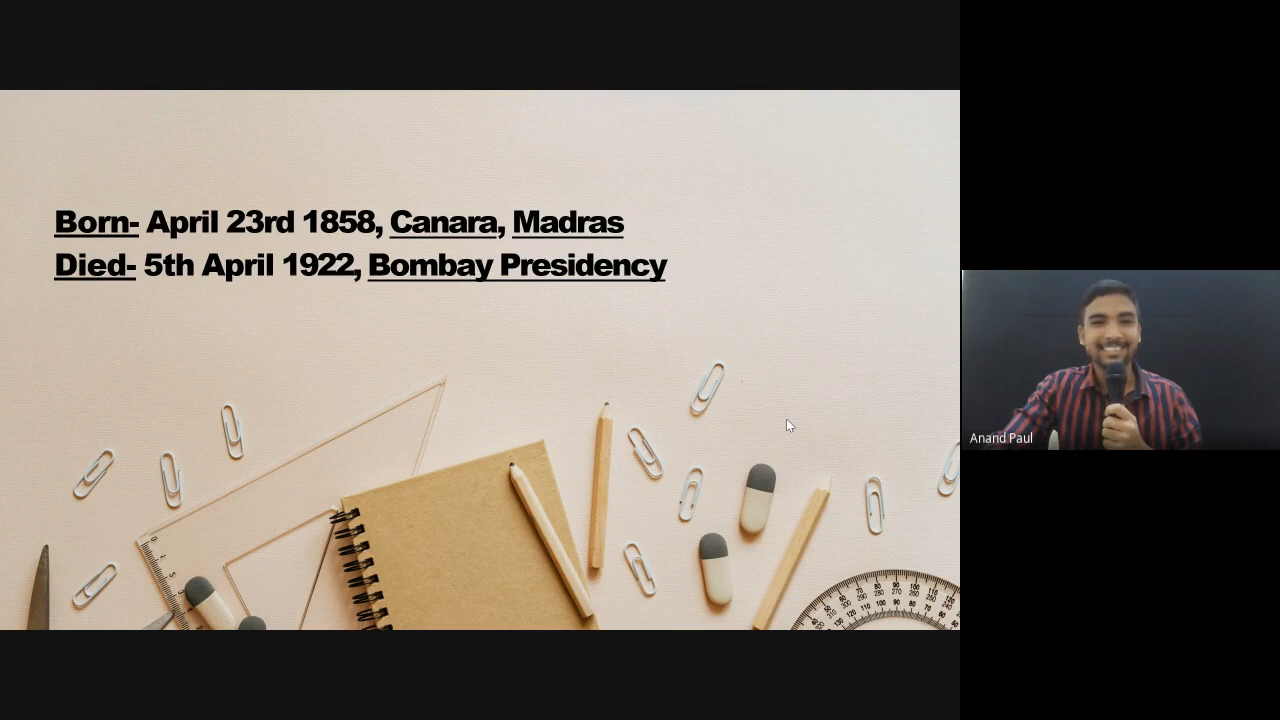 Born- April 23rd 1858, Canara, Madras
Died- 5th April 1922, Bombay Presidency
Anand Paul